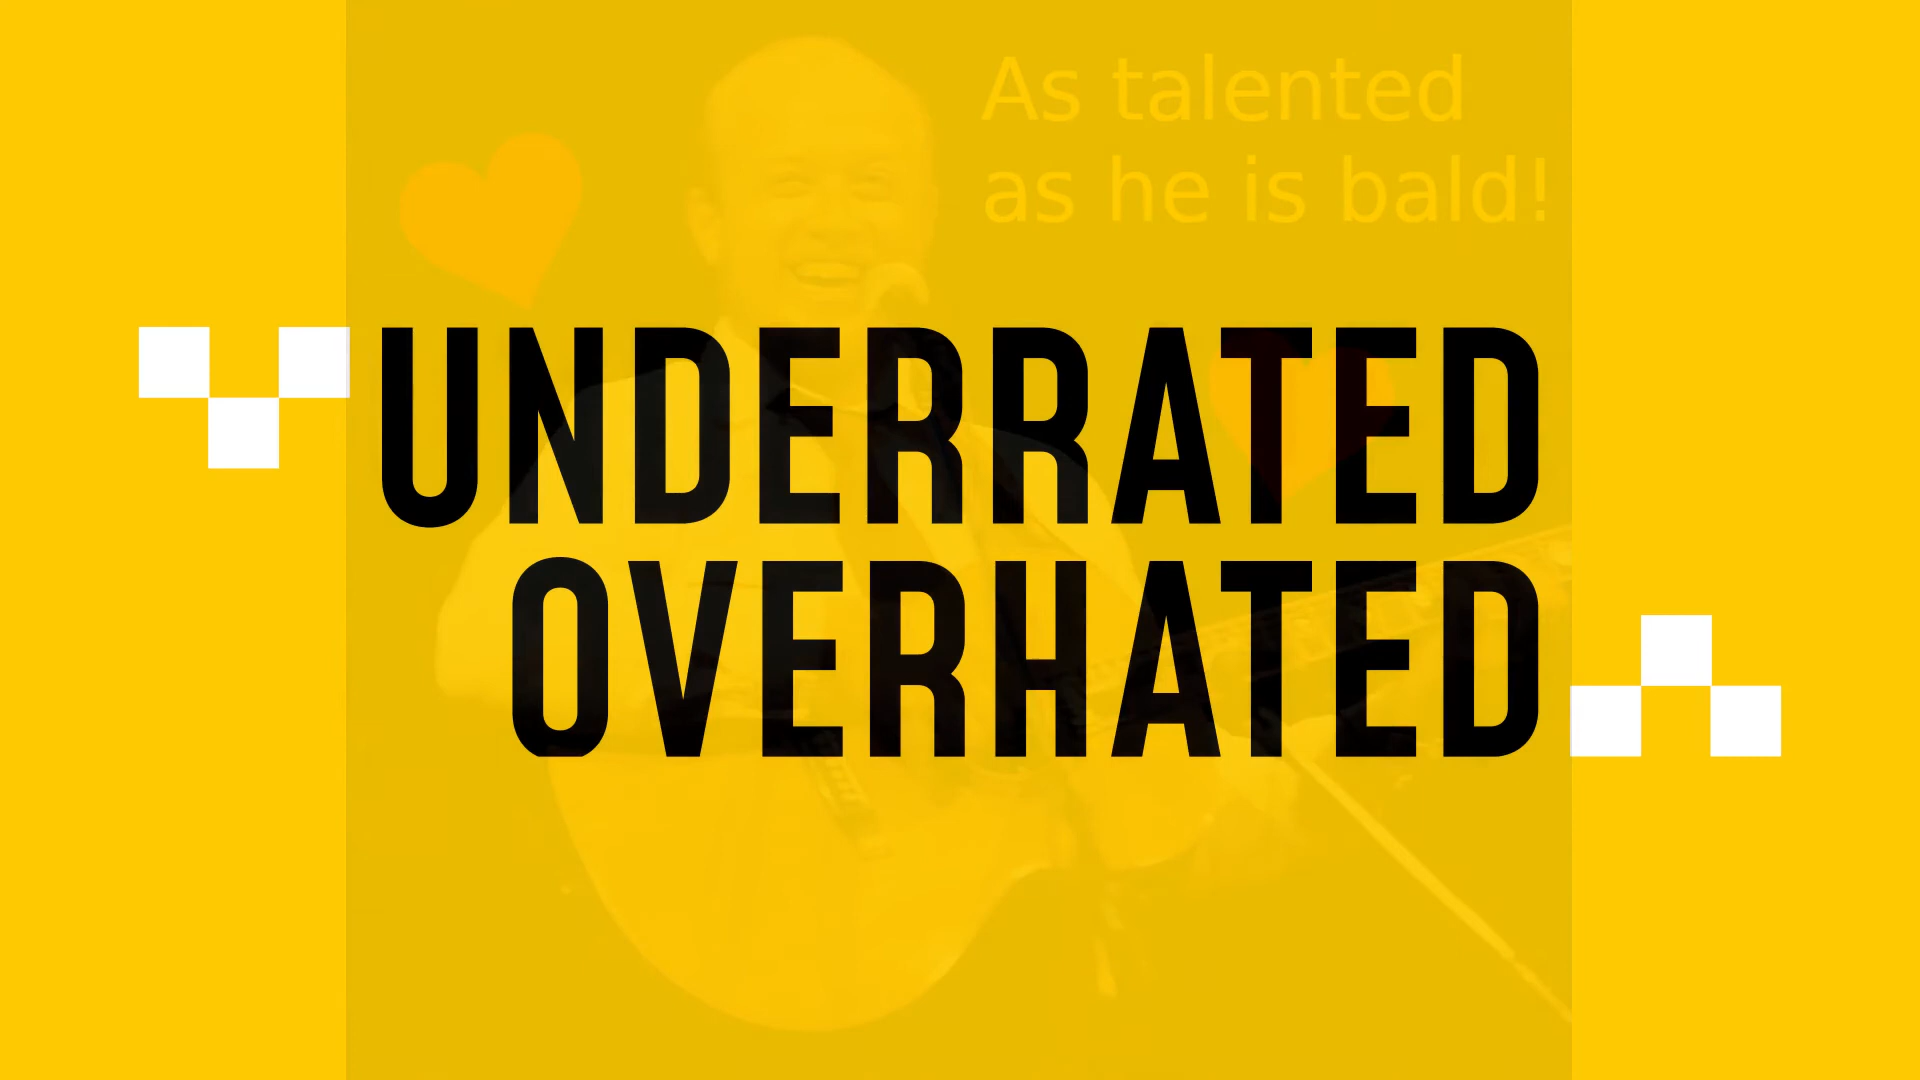 As talented
as he is bald!
UNDERRATED
OVERHATED